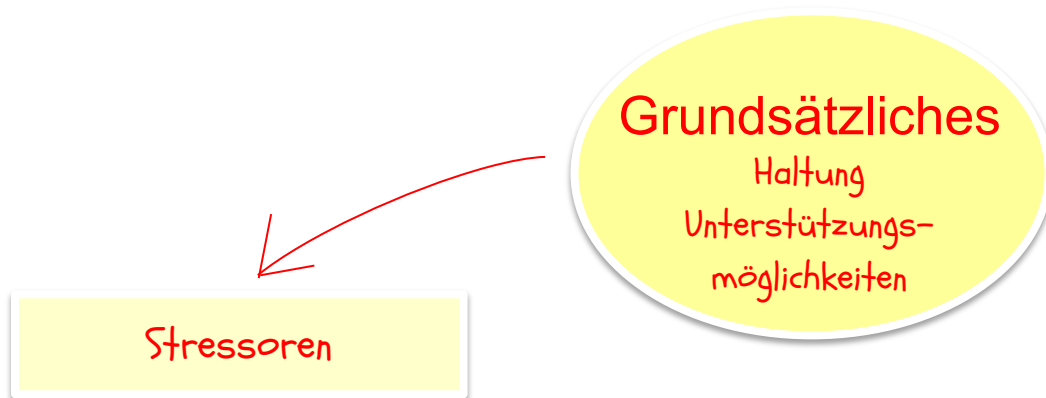 Grundsätzliches
Haltung
Unterstützungs-
möglichkeiten
Stressoren